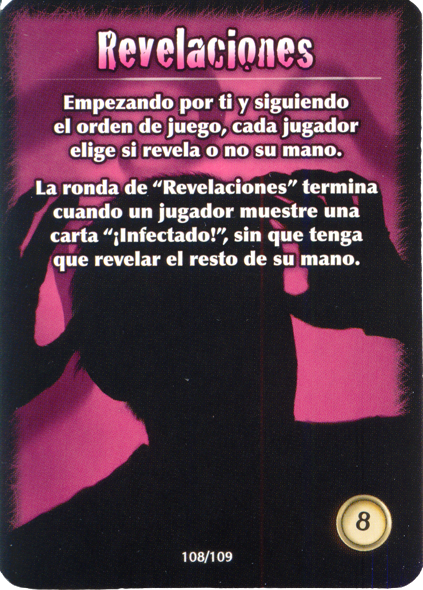 Revelaciones
Empezando por ti y siguiendo
el orden de juego, cada jugador
elige si revela o no su mano.
La ronda de “Revelaciones” termina
cuando un jugador muestre una
carta “¡Infectado!”, sin que tenga
que revelar el resto de su mano.
8
108/109